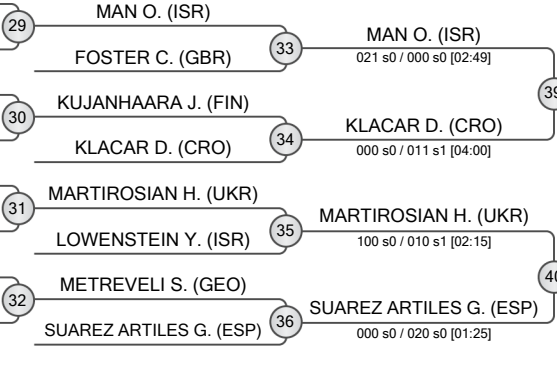 29
MAN O. (ISR)
FOSTER C. (GBR)
33
MAN O. (ISR)
021 s0 / 000 s0 [02:49]
30
KUJANHAARA J. (FIN)
KLACAR D. (CRO)
34
KLACAR D. (CRO)
000 s0 / 011 s1 [04:00]
39
31
MARTIROSIAN H. (UKR)
LOWENSTEIN Y. (ISR)
35
MARTIROSIAN H. (UKR)
100 s0 / 010 s1 [02:15]
32
METREVELI S. (GEO)
SUAREZ ARTILES G. (ESP)
36
SUAREZ ARTILES G. (ESP)
000 s0 / 020 s0 [01:25]
40